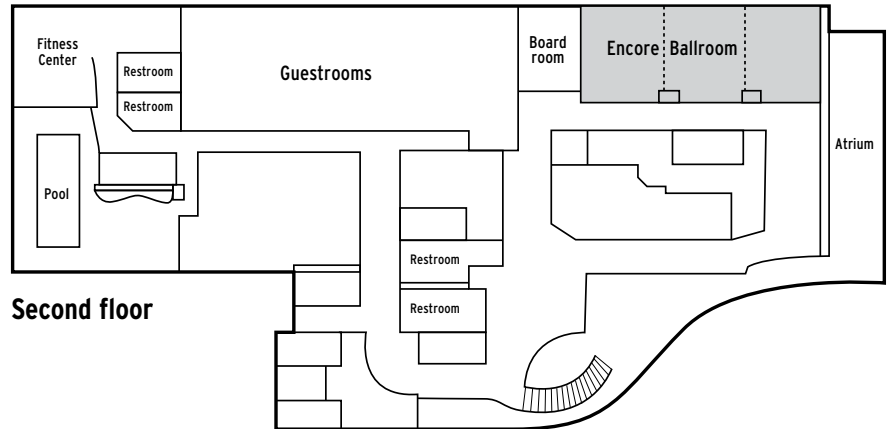 Fitness
Center
Restroom
Restroom
Guestrooms
Board
room
Encore Ballroom
Atrium
Pool
Restroom
Restroom
Second floor